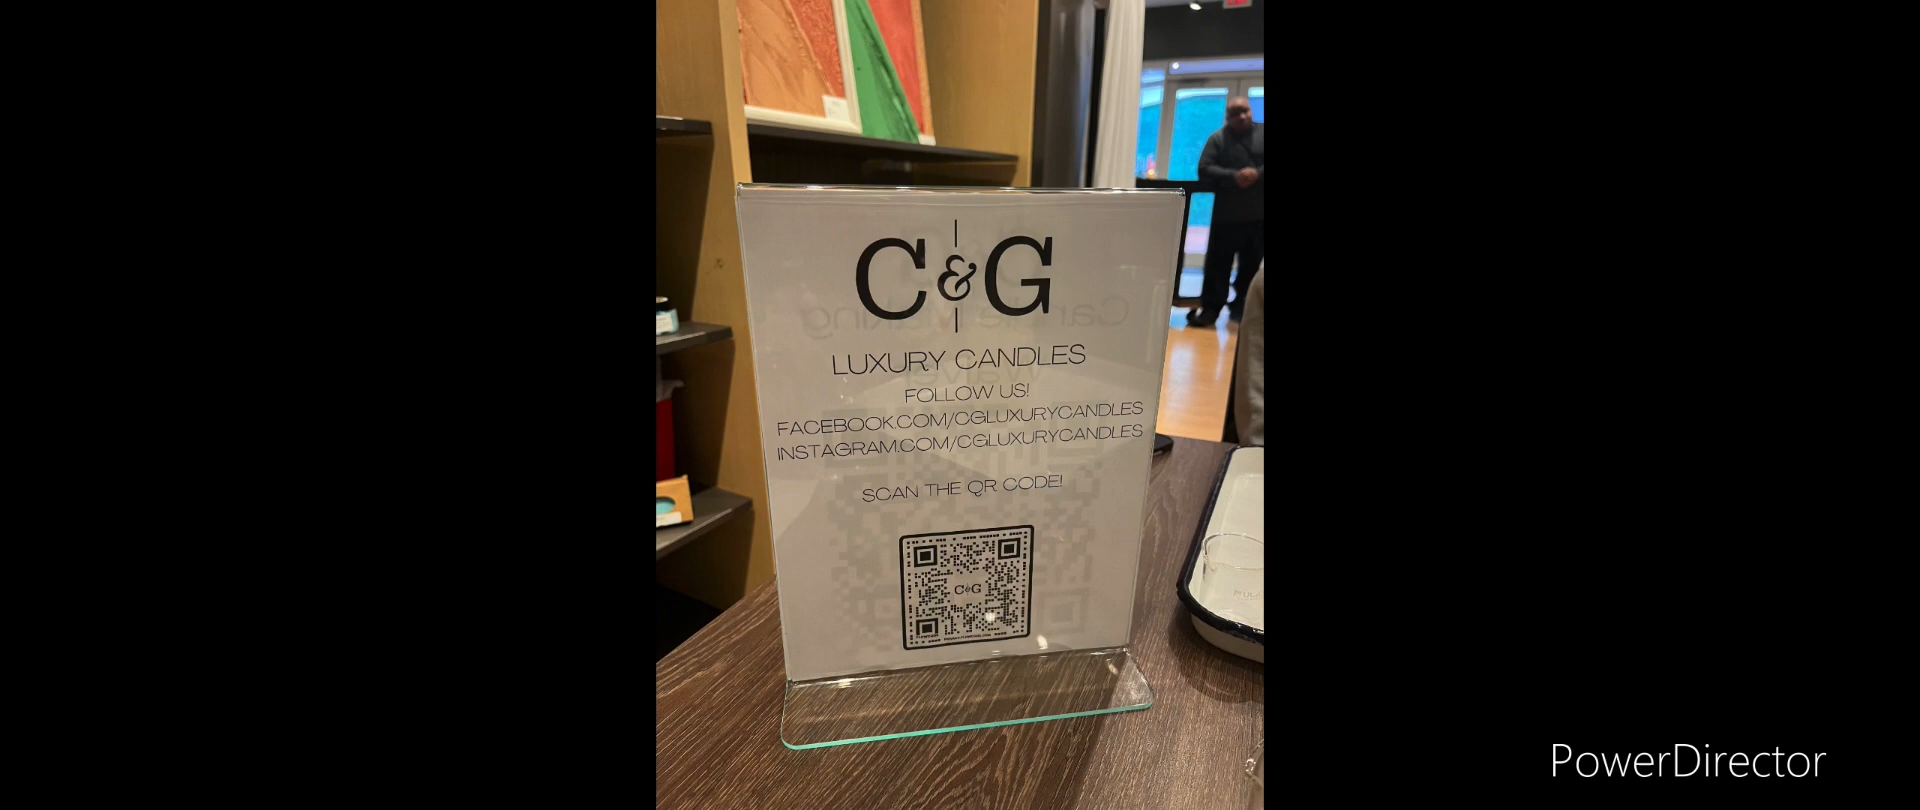 C&G
LUXURY CANDLES
FOLLOW US!
FACEBOOK.COM/CGLUXURYCANDLES
INSTAGRAM.COM/CGLUXURYCANDLES
SCAN THE QR CODE!
C&G
PowerDirector